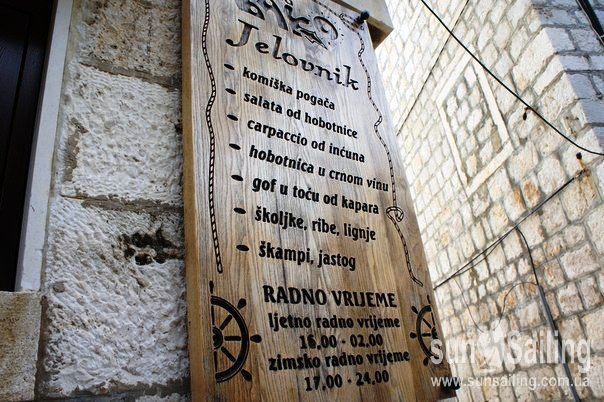 Jelovnik
komiška pogača
salata od hobotnice
carpaccio od inćuna
hobotnica u crnom vinu
gof u toču od kapara
školjke, ribe, lignje
škampi, jastog
RADNO VRIJEME
ljetno radno vrijeme
16,00 - 02,00
zimsko radno vrijeme
17,00 - 24,00
sun Sailing
www.sunsailing.com.ua